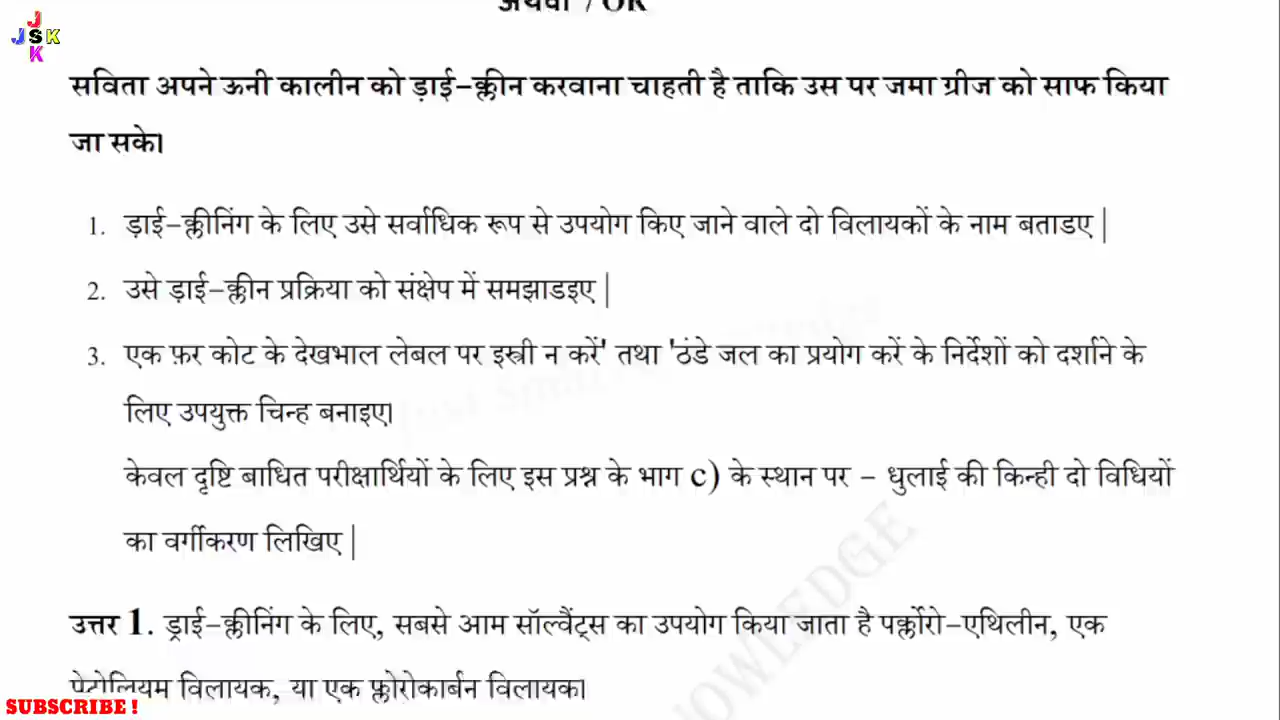 अथवा / OR
J
JSK
K
सविता अपने ऊनी कालीन को ड़ाई-क्लीन करवाना चाहती है ताकि उस पर जमा ग्रीज को साफ किया
जा सके।
1. ड़ाई-क्लीनिंग के लिए उसे सर्वाधिक रूप से उपयोग किए जाने वाले दो विलायकों के नाम बताडए |
2. उसे ड़ाई-क्लीन प्रक्रिया को संक्षेप में समझाडइए |
3. एक फ़र कोट के देखभाल लेबल पर इस्त्री न करें' तथा 'ठंडे जल का प्रयोग करें के निर्देशों को दर्शाने के
लिए उपयुक्त चिन्ह बनाइए।
केवल दृष्टि बाधित परीक्षार्थियों के लिए इस प्रश्न के भाग c) के स्थान पर - धुलाई की किन्ही दो विधियों
का वर्गीकरण लिखिए |
उत्तर 1. ड्राई-क्लीनिंग के लिए, सबसे आम सॉल्वैंट्स का उपयोग किया जाता है पर्क्लोरो-एथिलीन, एक
पेट्रोलियम विलायक, या एक फ़्लोरोकार्बन विलायक।
SUBSCRIBE !